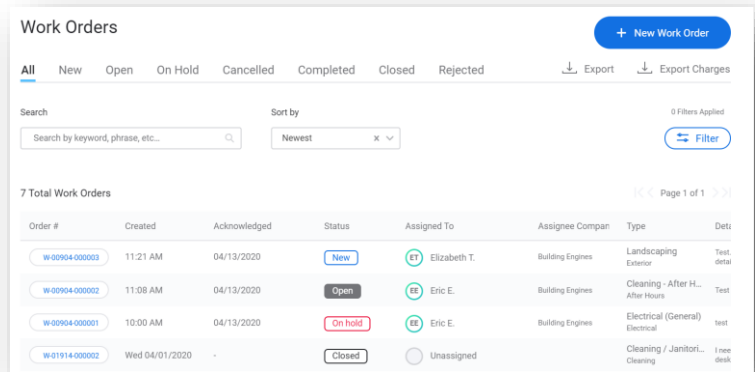 Work Orders
+ New Work Order
All New Open On Hold Cancelled Completed Closed Rejected Export Export Charges
Search Sort by 0 Filters Applied
Search by keyword, phrase, etc... Newest x Filter
7 Total Work Orders Page 1 of 1
Order # Created Acknowledged Status Assigned To Assignee Compan Type Deta
W-00904-000003 11:21 AM 04/13/2020 New ET Elizabeth T. Building Engines Landscaping Test.
Exterior detai
W-00904-000002 11:08 AM 04/13/2020 Open EE Eric E. Building Engines Cleaning - After H... Test
After Hours
W-00904-000001 10:00 AM 04/13/2020 On hold EE Eric E. Building Engines Electrical (General) test
Electrical
W-01914-000002 Wed 04/01/2020 - Closed Unassigned Cleaning / Janitori... I nee
Cleaning desk